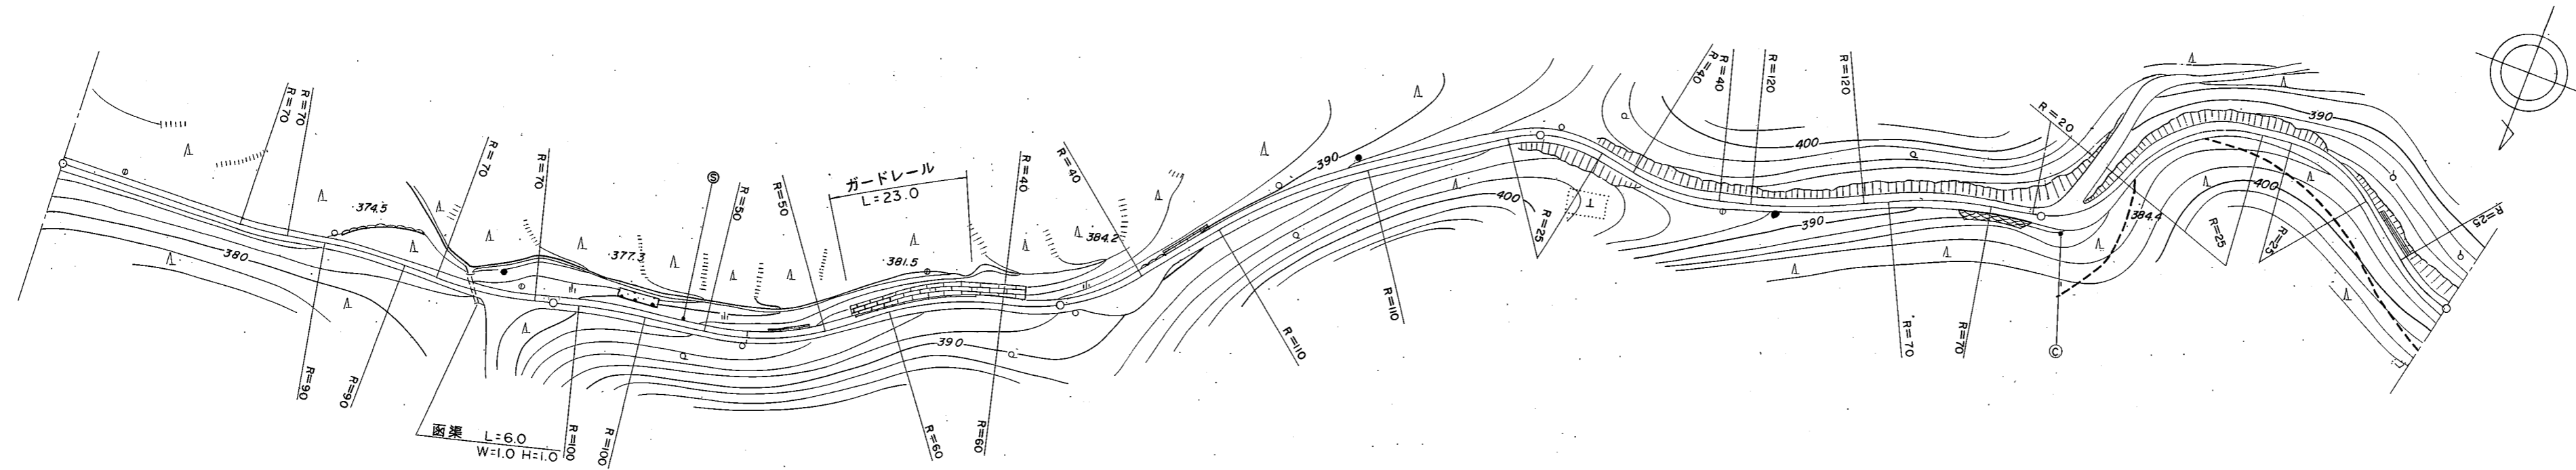 R=70
R=70
374.5
380
R=90
R=90
R=70
R=70
函渠 L=6.0
W=1.0 H=1.0
R=100
R=100
377.3
S
R=50
R=50
ガードレール
L=23.0
381.5
390
R=60
R=60
R=40
R=40
384.2
R=110
R=110
390
400
R=25
R=40
R=40
R=120
R=120
400
390
R=70
R=70
C
R=20
384.4
R=25
R=25
400
390
R=25